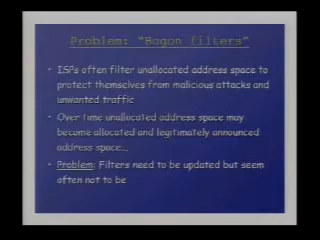 Problem: "Bogon filters"
• ISPs often filter unallocated address space to
protect themselves from malicious attacks and
unwanted traffic
• Over time unallocated address space may
become allocated and legitimately announced
address space...
• Problem: Filters need to be updated but seem
often not to be